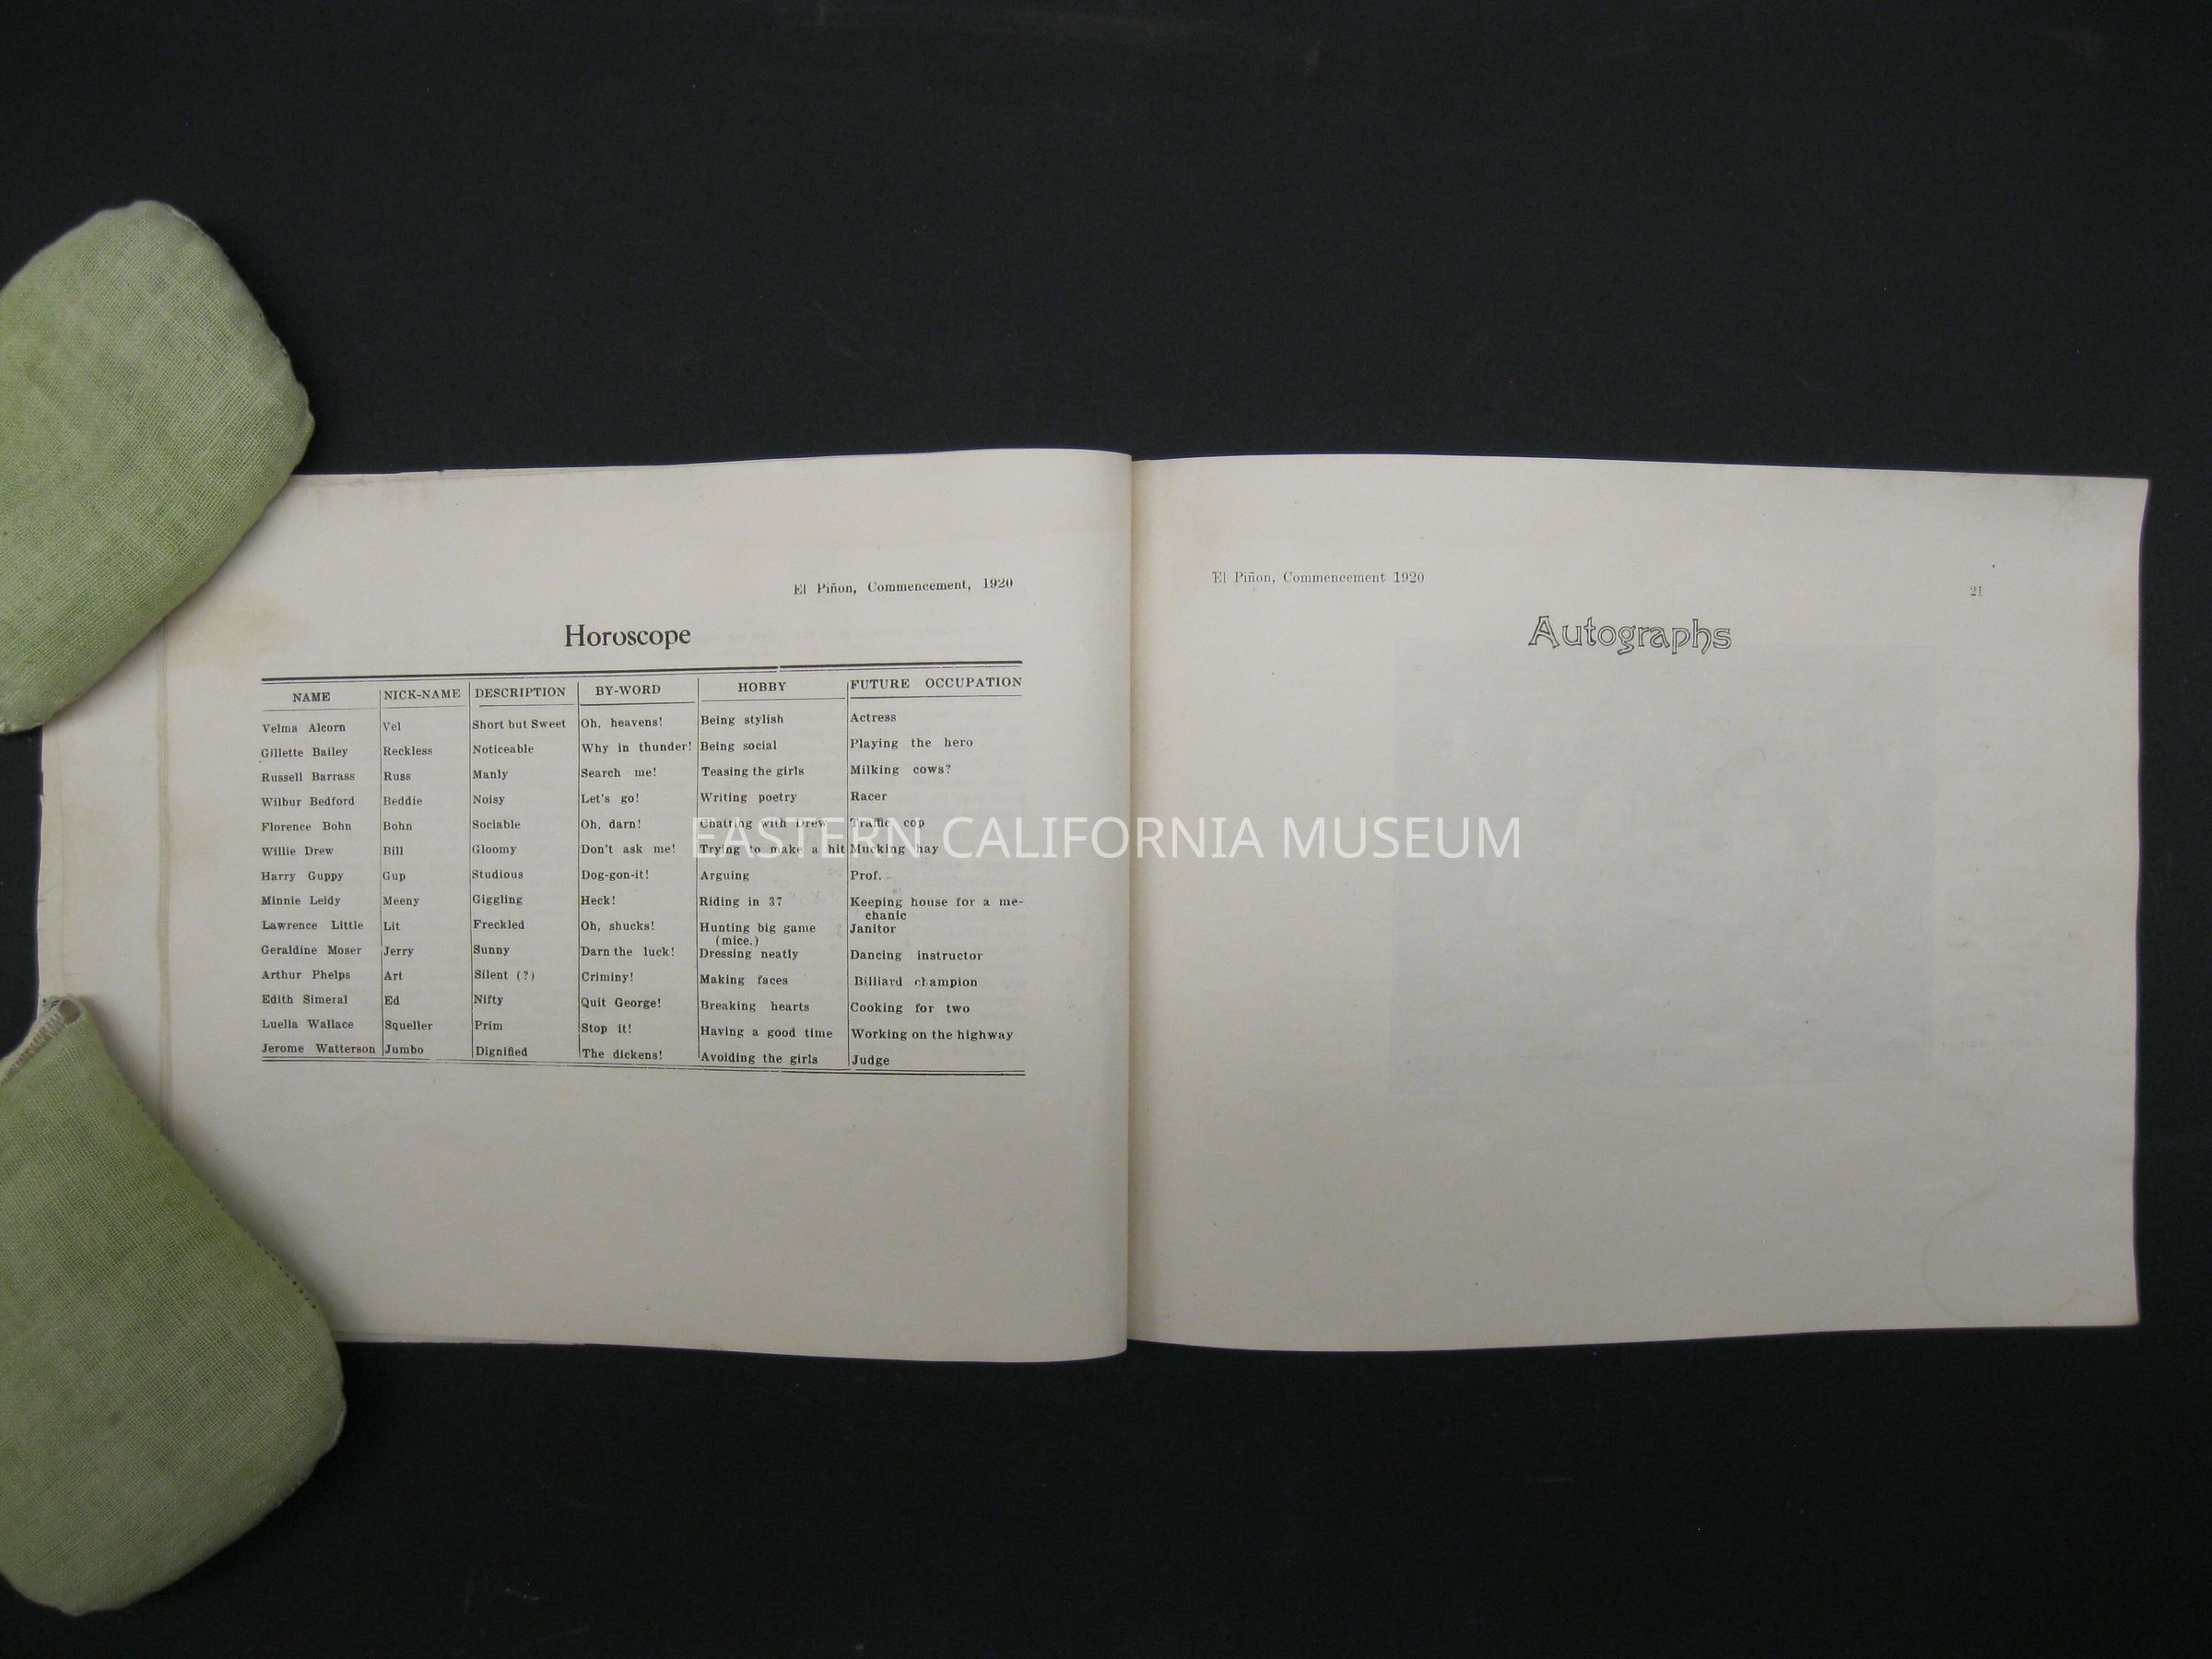 El Piñon, Commencement, 1920
Horoscope
NAME NICK-NAME DESCRIPTION BY-WORD HOBBY FUTURE OCCUPATION
Velma Alcorn Vel Short but Sweet Oh, heavens! Being stylish Actress
Gillette Bailey Reckless Noticeable Why in thunder! Being social Playing the hero
Russell Barrass Russ Manly Search me! Teasing the girls Milking cows?
Wilbur Bedford Beddie Noisy Let's go! Writing poetry Racer
Florence Bohn Bohn Sociable Oh, darn! Chatting with Drew Traffic cop
Willie Drew Bill Gloomy Don't ask me! Trying to make a hit Mucking hay
Harry Guppy Gup Studious Dog-gon-it! Arguing Prof.
Minnie Leidy Meeny Giggling Heck! Riding in 37 Keeping house for a me-
chanic
Lawrence Little Lit Freckled Oh, shucks! Hunting big game Janitor
(mice.)
Geraldine Moser Jerry Sunny Darn the luck! Dressing neatly Dancing instructor
Arthur Phelps Art Silent (?) Criminy! Making faces Billiard champion
Edith Simeral Ed Nifty Quit George! Breaking hearts Cooking for two
Luella Wallace Squeller Prim Stop it! Having a good time Working on the highway
Jerome Watterson Jumbo Dignified The dickens! Avoiding the girls Judge
El Piñon, Commencement 1920
21
Autographs
EASTERN CALIFORNIA MUSEUM